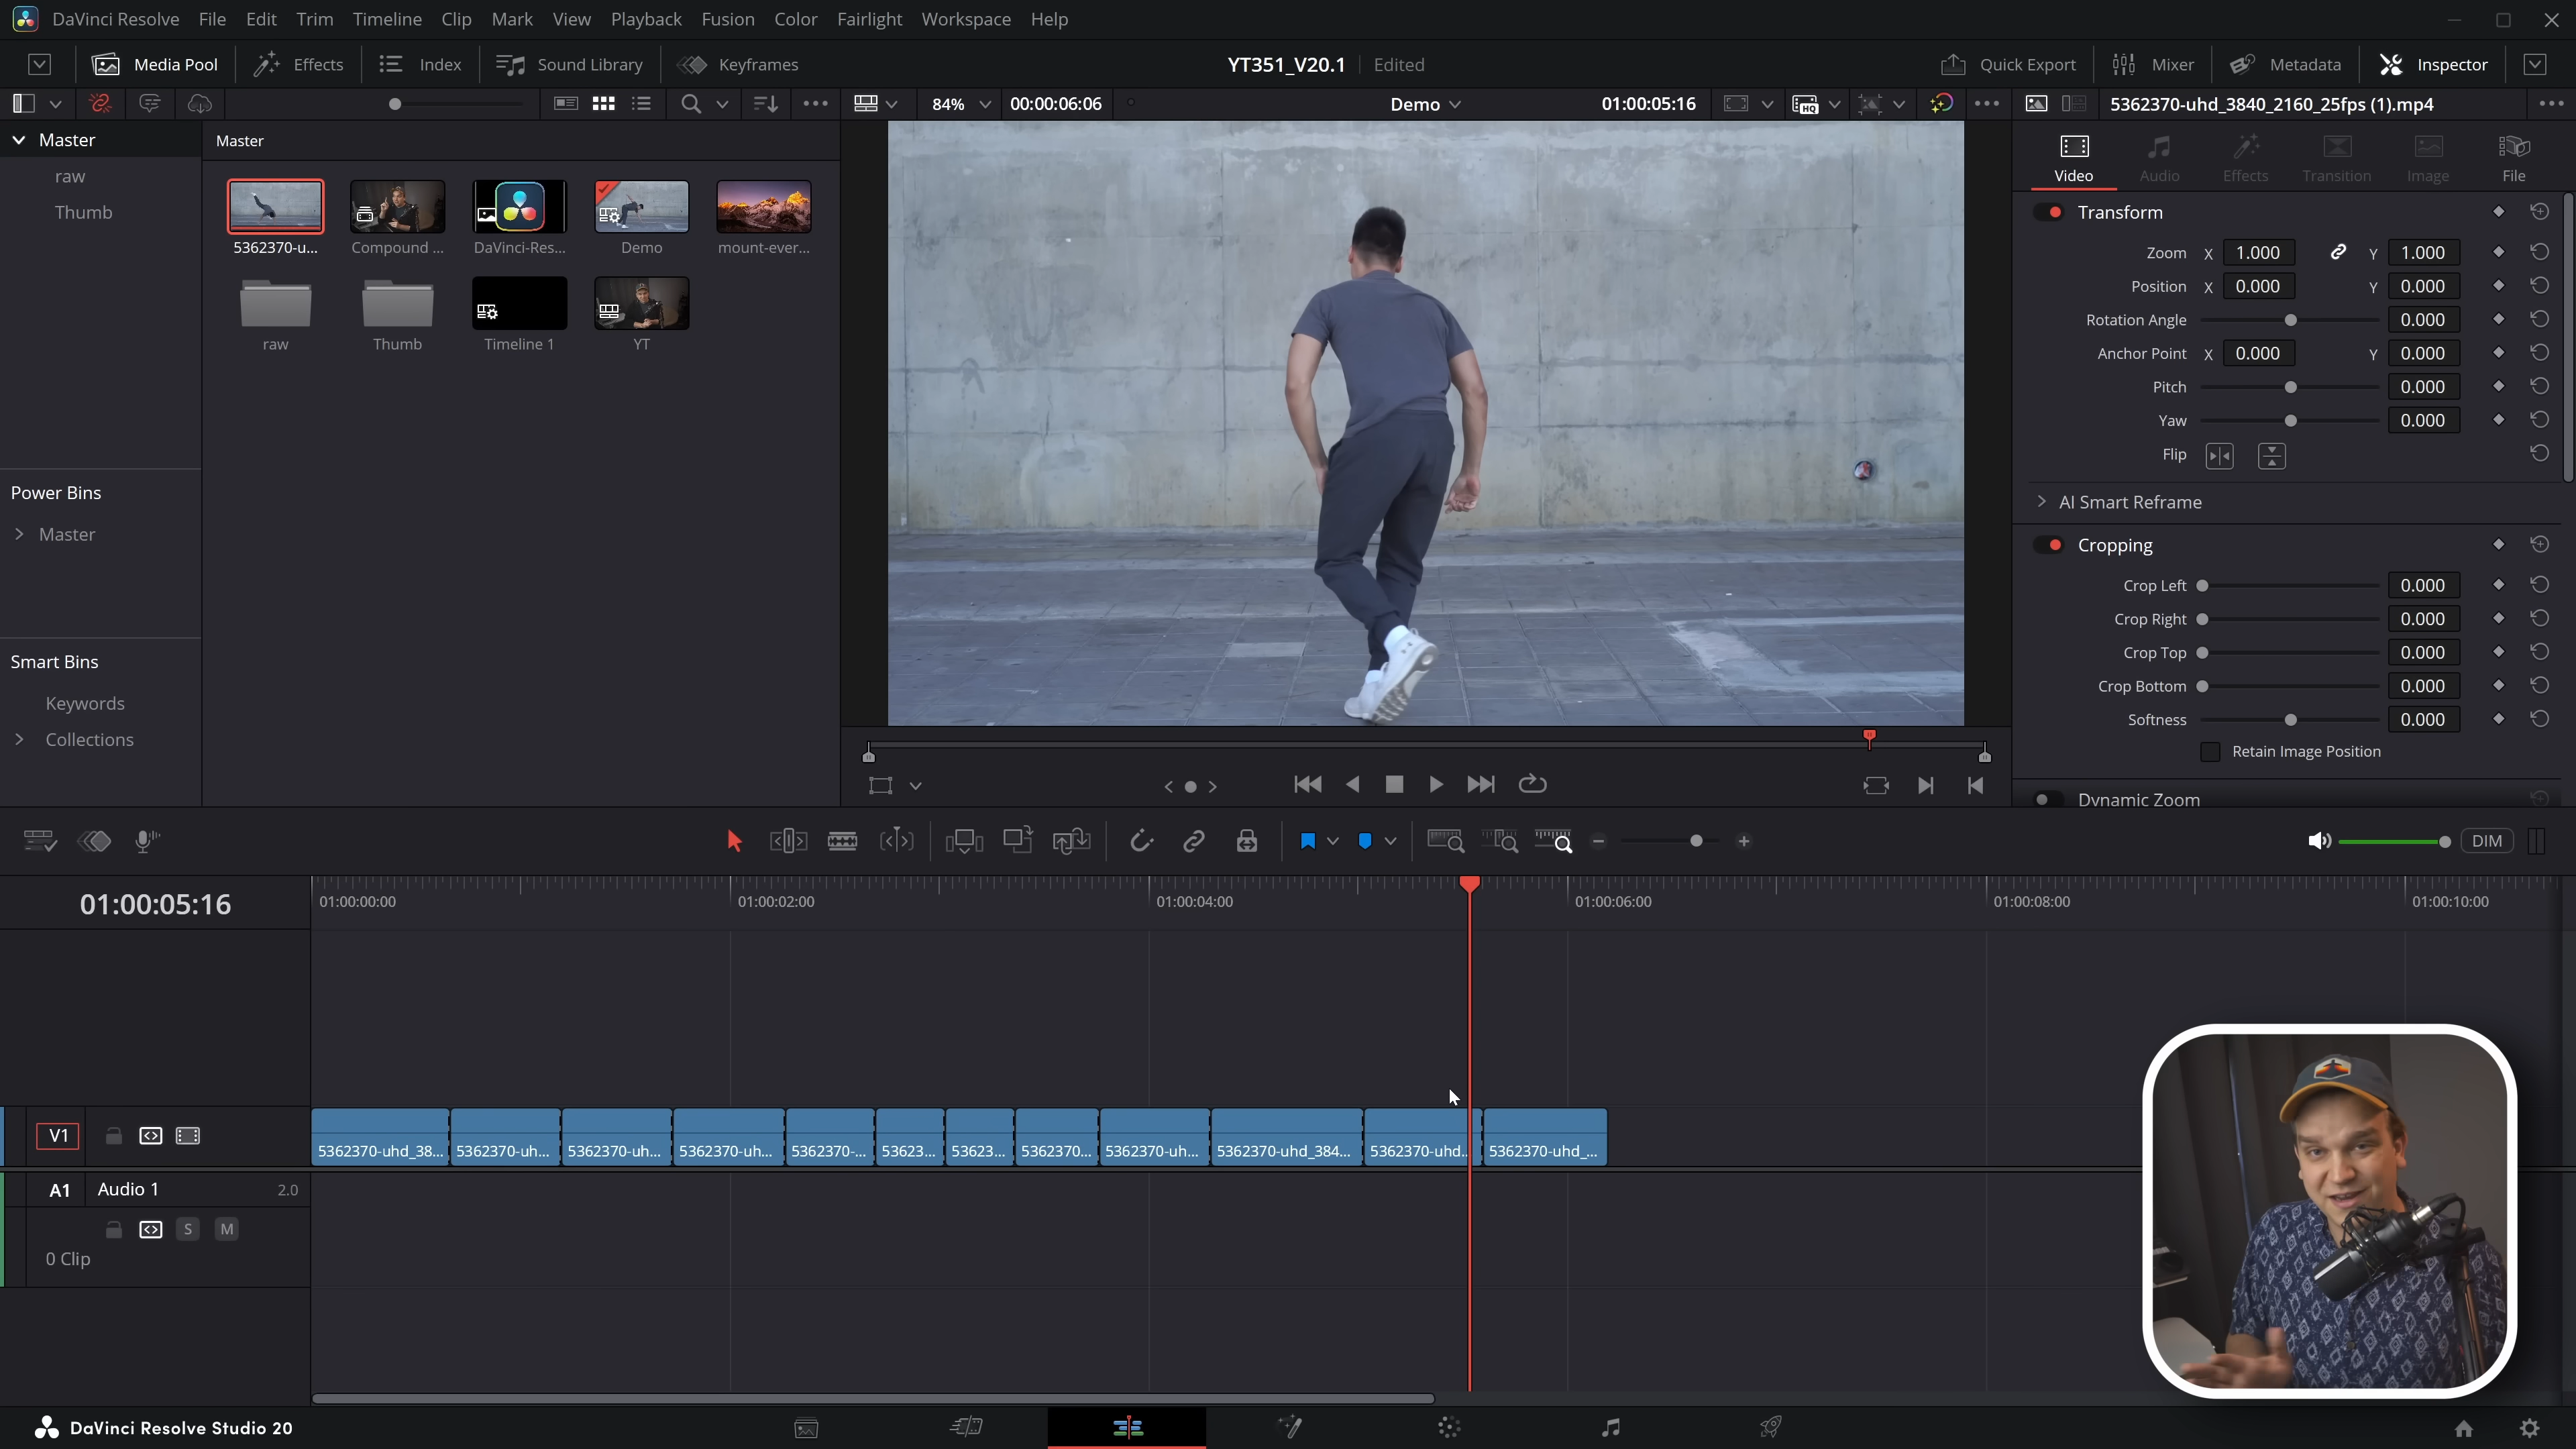 DaVinci Resolve File Edit Trim Timeline Clip Mark View Playback Fusion Color Fairlight Workspace Help
Media Pool Effects Index Sound Library Keyframes YT351_V20.1 Edited Quick Export Mixer Metadata Inspector
84% 00:00:06:06 Demo 01:00:05:16 5362370-uhd_3840_2160_25fps (1).mp4
Master
raw
Thumb
Power Bins
Master
Smart Bins
Keywords
Collections
Master
5362370-u... Compound ... DaVinci-Res... Demo mount-ever...
raw Thumb Timeline 1 YT
Video Audio Effects Transition Image File
Transform
Zoom X 1.000 Y 1.000
Position X 0.000 Y 0.000
Rotation Angle 0.000
Anchor Point X 0.000 Y 0.000
Pitch 0.000
Yaw 0.000
Flip
AI Smart Reframe
Cropping
Crop Left 0.000
Crop Right 0.000
Crop Top 0.000
Crop Bottom 0.000
Softness 0.000
Retain Image Position
Dynamic Zoom
DIM
01:00:05:16
01:00:00:00 01:00:02:00 01:00:04:00 01:00:06:00 01:00:08:00 01:00:10:00
V1
5362370-uhd_38... 5362370-uh... 5362370-uh... 5362370-uh... 5362370-... 53623... 53623... 5362370... 5362370-uh... 5362370-uhd_384... 5362370-uhd... 5362370-uhd_...
A1 Audio 1 2.0
S M
0 Clip
DaVinci Resolve Studio 20